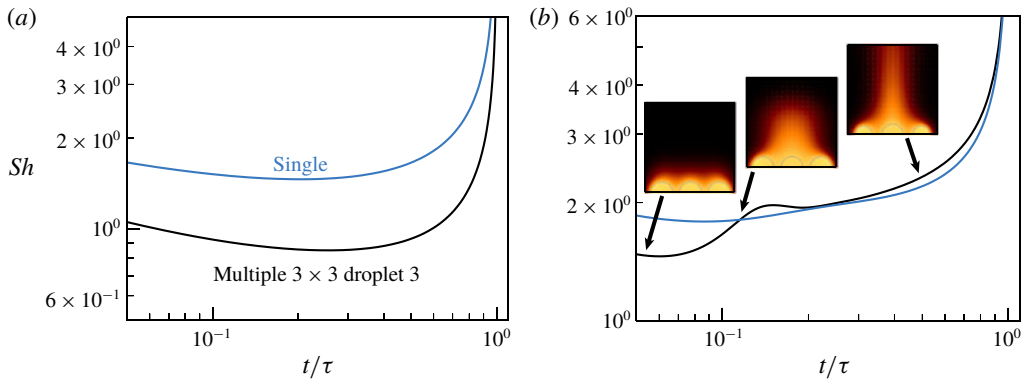 (a)
4 × 10⁰
3 × 10⁰
2 × 10⁰
10⁰
6 × 10⁻¹
Sh
Single
Multiple 3 × 3 droplet 3
10⁻¹
10⁰
t/τ
(b)
6 × 10⁰
4 × 10⁰
3 × 10⁰
2 × 10⁰
10⁰
10⁻¹
10⁰
t/τ